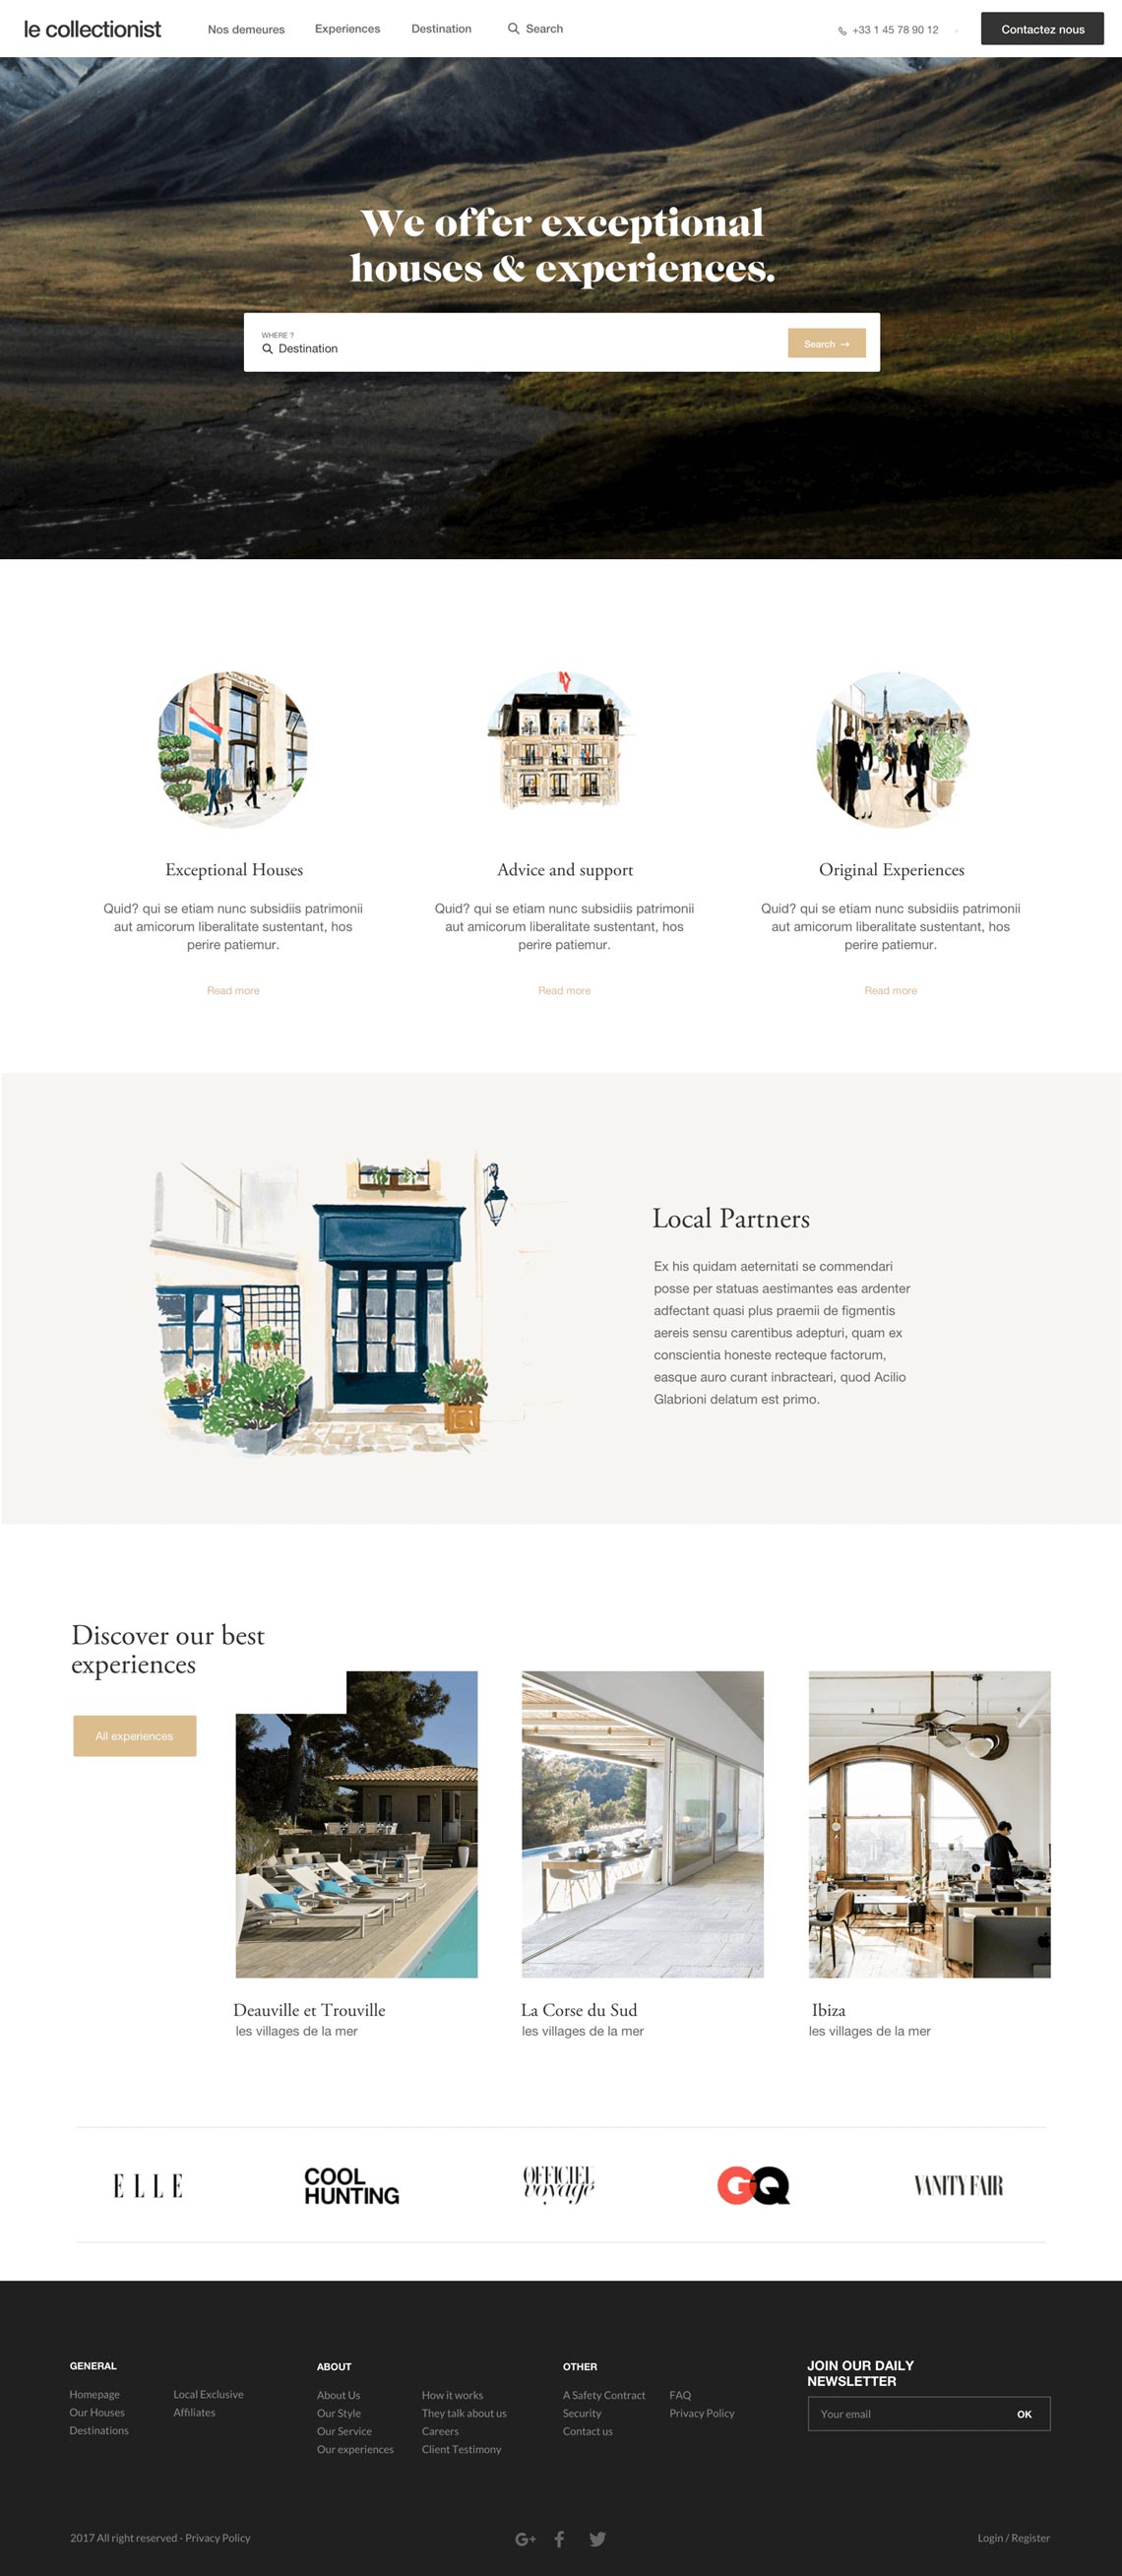 le collectionist
Nos demeures
Experiences
Destination
Search
+33 1 45 78 90 12
Contactez nous
We offer exceptional
houses & experiences.
WHERE ?
Destination
Search →
Exceptional Houses
Quid? qui se etiam nunc subsidiis patrimonii
aut amicorum liberalitate sustentant, hos
perire patiemur.
Read more
Advice and support
Quid? qui se etiam nunc subsidiis patrimonii
aut amicorum liberalitate sustentant, hos
perire patiemur.
Read more
Original Experiences
Quid? qui se etiam nunc subsidiis patrimonii
aut amicorum liberalitate sustentant, hos
perire patiemur.
Read more
Local Partners
Ex his quidam aeternitati se commendari
posse per statuas aestimantes eas ardenter
adfectant quasi plus praemii de figmentis
aereis sensu carentibus adepturi, quam ex
conscientia honeste recteque factorum,
easque auro curant inbracteari, quod Acilio
Glabrioni delatum est primo.
Discover our best
experiences
All experiences
Deauville et Trouville
les villages de la mer
La Corse du Sud
les villages de la mer
Ibiza
les villages de la mer
ELLE
COOL
HUNTING
OFFICIEL
voyage
GQ
VANITY FAIR
GENERAL
Homepage
Our Houses
Destinations
Local Exclusive
Affiliates
ABOUT
About Us
Our Style
Our Service
Our experiences
How it works
They talk about us
Careers
Client Testimony
OTHER
A Safety Contract
Security
Contact us
FAQ
Privacy Policy
JOIN OUR DAILY
NEWSLETTER
Your email
OK
2017 All right reserved - Privacy Policy
G+
Login / Register